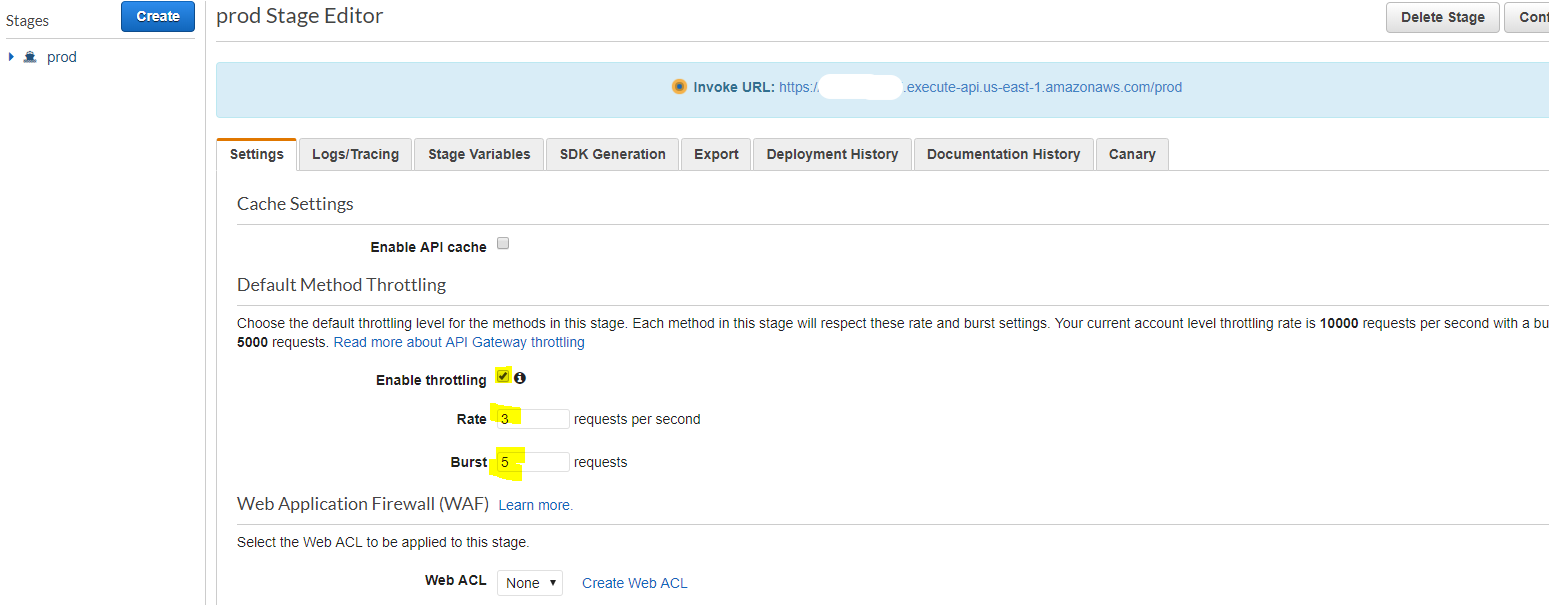 Stages
Create
prod
prod Stage Editor
Delete Stage
Invoke URL: https:/ .execute-api.us-east-1.amazonaws.com/prod
Settings
Logs/Tracing
Stage Variables
SDK Generation
Export
Deployment History
Documentation History
Canary
Cache Settings
Enable API cache
Default Method Throttling
Choose the default throttling level for the methods in this stage. Each method in this stage will respect these rate and burst settings. Your current account level throttling rate is 10000 requests per second with a bu
5000 requests. Read more about API Gateway throttling
Enable throttling
Rate 3 requests per second
Burst 5 requests
Web Application Firewall (WAF) Learn more.
Select the Web ACL to be applied to this stage.
Web ACL None Create Web ACL